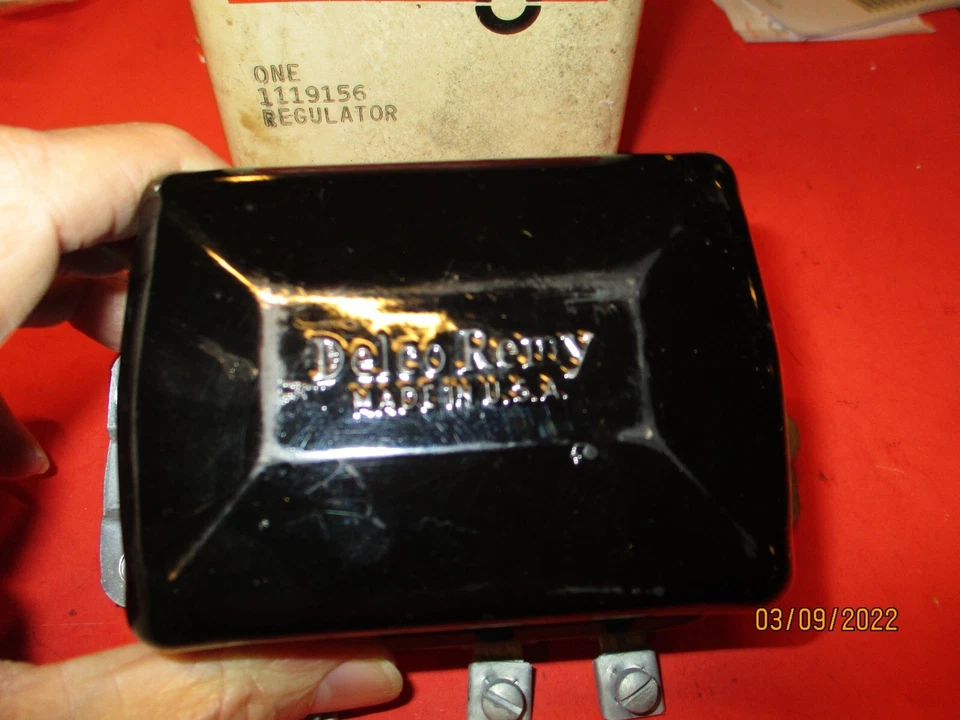 ONE
1119156
REGULATOR
Delco Remy
MADE IN U.S.A.
03/09/2022